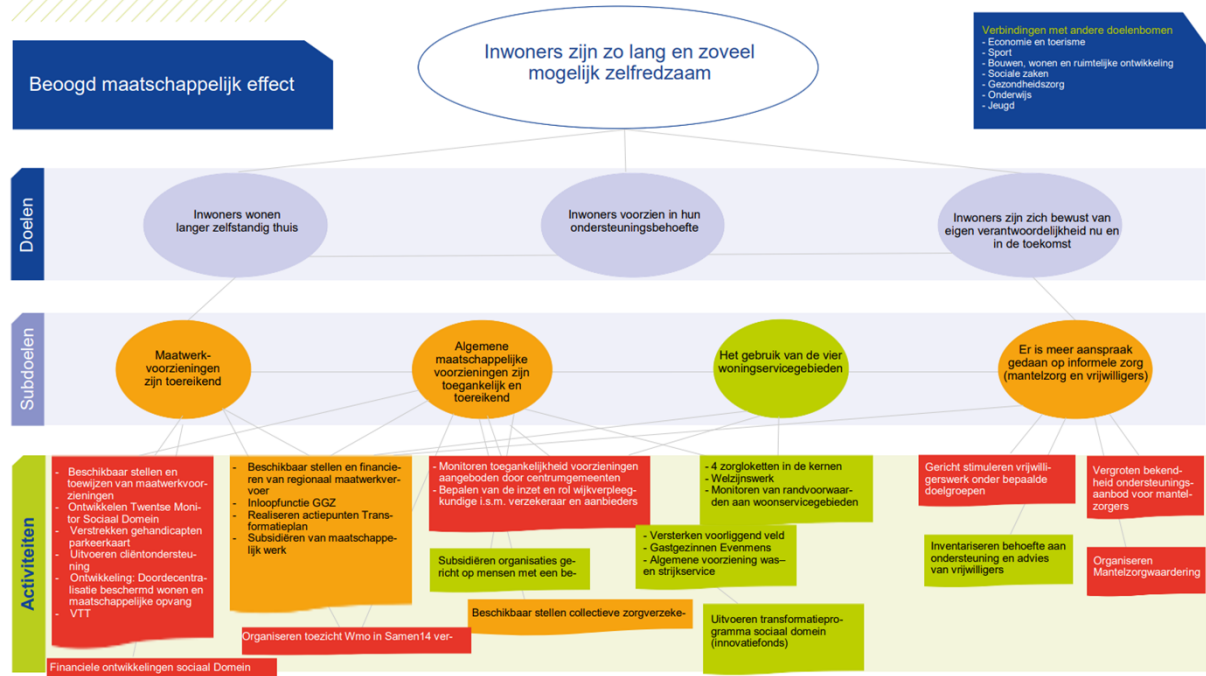 Beoogd maatschappelijk effect
Inwoners zijn zo lang en zoveel
mogelijk zelfredzaam
Verbindingen met andere doelenbomen
- Economie en toerisme
- Sport
- Bouwen, wonen en ruimtelijke ontwikkeling
- Sociale zaken
- Gezondheidszorg
- Onderwijs
- Jeugd
Doelen
Inwoners wonen
langer zelfstandig thuis
Inwoners voorzien in hun
ondersteuningsbehoefte
Inwoners zijn zich bewust van
eigen verantwoordelijkheid nu en
in de toekomst
Subdoelen
Maatwerk-
voorzieningen
zijn toereikend
Algemene
maatschappelijke
voorzieningen zijn
toegankelijk en
toereikend
Het gebruik van de vier
woningservicegebieden
Er is meer aanspraak
gedaan op informele zorg
(mantelzorg en vrijwilligers)
Activiteiten
- Beschikbaar stellen en
toewijzen van maatwerkvoor-
zieningen
- Ontwikkelen Twentse Moni-
tor Sociaal Domein
- Verstrekken gehandicapten
parkeerkaart
- Uitvoeren cliëntondersteu-
ning
- Ontwikkeling: Doordecentra-
lisatie beschermd wonen en
maatschappelijke opvang
- VTT
Financiele ontwikkelingen sociaal Domein
- Beschikbaar stellen en financie-
ren van regionaal maatwerkver-
voer
- Inloopfunctie GGZ
- Realiseren actiepunten Trans-
formatieplan
- Subsidiëren van maatschappe-
lijk werk
Organiseren toezicht Wmo in Samen14 ver-
- Monitoren toegankelijkheid voorzieningen
aangeboden door centrumgemeenten
- Bepalen van de inzet en rol wijkverpleeg-
kundige i.s.m. verzekeraar en aanbieders
Subsidiëren organisaties ge-
richt op mensen met een be-
Beschikbaar stellen collectieve zorgverzeke-
- 4 zorgloketten in de kernen
- Welzijnswerk
- Monitoren van randvoorwaar-
den aan woonservicegebieden
- Versterken voorliggend veld
- Gastgezinnen Evenmens
- Algemene voorziening was–
en strijkservice
Uitvoeren transformatiepro-
gramma sociaal domein
(innovatiefonds)
Gericht stimuleren vrijwilli-
gerswerk onder bepaalde
doelgroepen
Inventariseren behoefte aan
ondersteuning en advies
van vrijwilligers
Vergroten bekend-
heid ondersteunings-
aanbod voor mantel-
zorgers
Organiseren
Mantelzorgwaardering